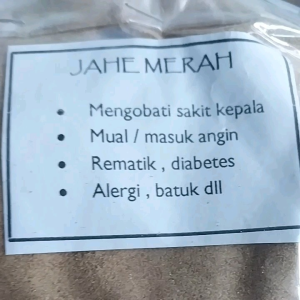 JAHE MERAH
• Mengobati sakit kepala
• Mual / masuk angin
• Rematik , diabetes
• Alergi , batuk dll